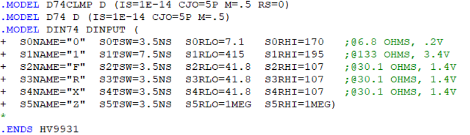 .MODEL D74CLMP D (IS=1E-14 CJO=5P M=.5 RS=0)
.MODEL D74 D (IS=1E-14 CJO=5P M=.5)
.MODEL DIN74 DINPUT (
+  S0NAME="0"  S0TSW=3.5NS  S0RLO=7.1  S0RHI=170  ;@6.8 OHMS, .2V
+  S1NAME="1"  S1TSW=7.5NS  S1RLO=415  S1RHI=145  ;@133 OHMS, 3.4V
+  S2NAME="F"  S2TSW=3.5NS  S2RLO=41.8  S2RHI=107  ;@30.1 OHMS, 1.4V
+  S3NAME="R"  S3TSW=3.5NS  S3RLO=41.8  S3RHI=107  ;@30.1 OHMS, 1.4V
+  S4NAME="X"  S4TSW=3.5NS  S4RLO=41.8  S4RHI=107  ;@30.1 OHMS, 1.4V
+  S5NAME="Z"  S5TSW=3.5NS  S5RLO=1MEG  S5RHI=1MEG)
*
.ENDS HV9931